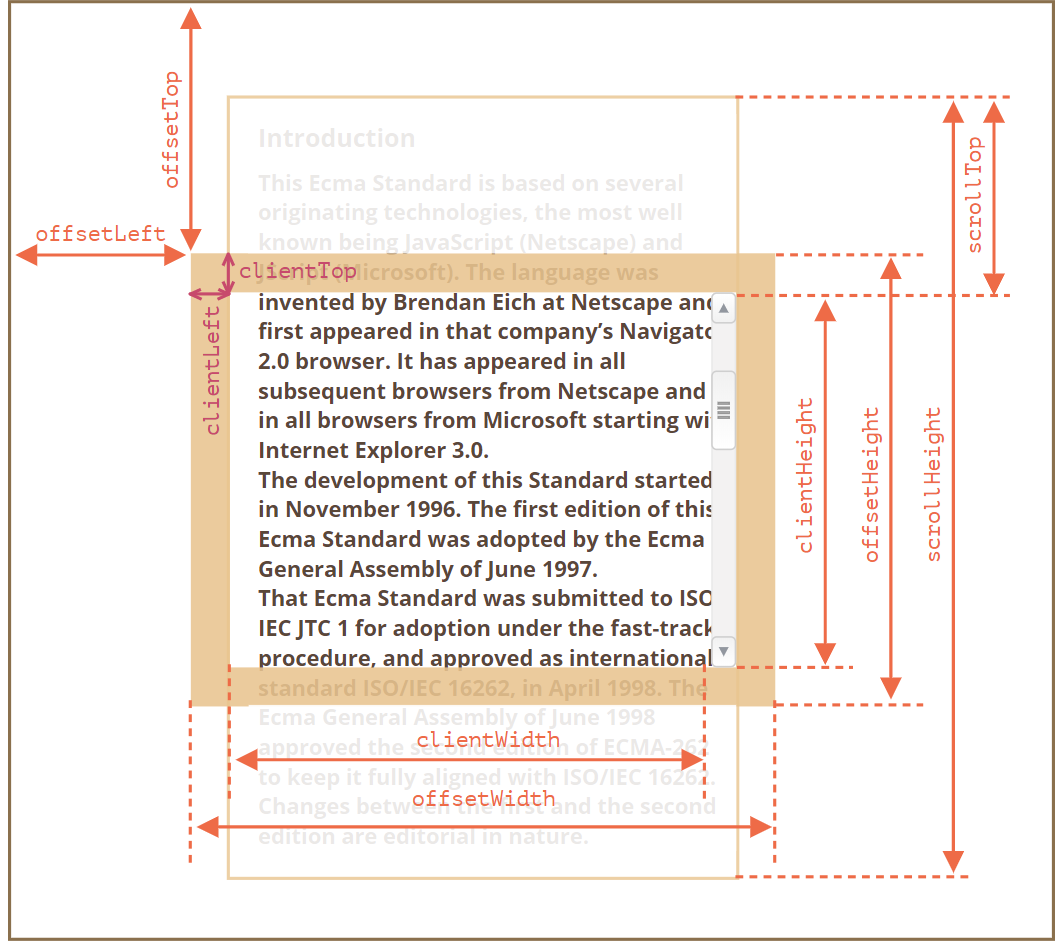 offsetTop
Introduction
scrollTop
This Ecma Standard is based on several
originating technologies, the most well
offsetLeft
known being JavaScript (Netscape) and
JScript (Microsoft). The language was
clientTop
invented by Brendan Eich at Netscape and
first appeared in that company’s Navigato
2.0 browser. It has appeared in all
clientLeft
subsequent browsers from Netscape and
in all browsers from Microsoft starting wi
Internet Explorer 3.0.
The development of this Standard started
clientHeight
offsetHeight
scrollHeight
in November 1996. The first edition of this
Ecma Standard was adopted by the Ecma
General Assembly of June 1997.
That Ecma Standard was submitted to ISO
IEC JTC 1 for adoption under the fast-track
procedure, and approved as international
standard ISO/IEC 16262, in April 1998. The
Ecma General Assembly of June 1998
clientWidth
approved the second edition of ECMA-262
to keep it fully aligned with ISO/IEC 16262.
offsetWidth
Changes between the first and the second
edition are editorial in nature.